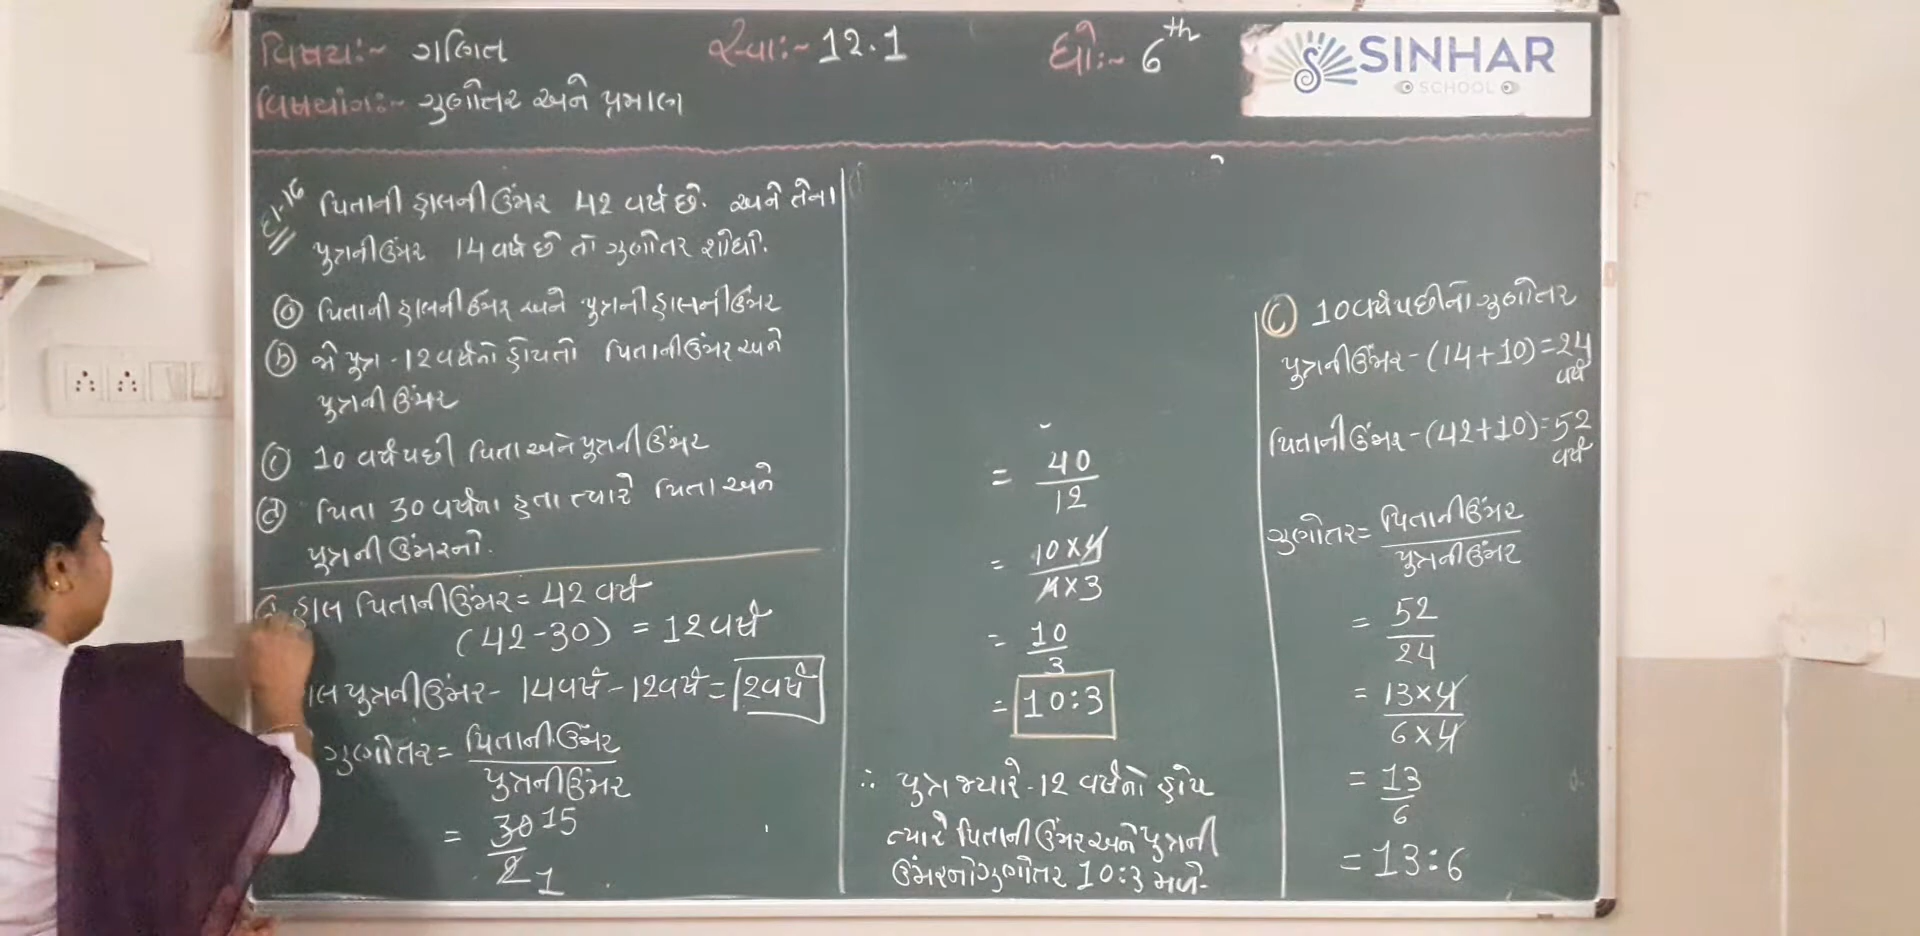 વિષય:~ ગણિત
સ્વા:~ 12.1
ધો:~ 6th
SINHAR
SCHOOL
વિષયાંગ:~ ગુણોત્તર અને પ્રમાણ
દા-16 પિતાની હાલની ઉંમર 42 વર્ષ છે. અને તેના
પુત્રની ઉંમર 14 વર્ષ છે તો ગુણોતર શોધો.
ⓐ પિતાની હાલની ઉંમર અને પુત્રની હાલની ઉંમર
ⓑ જો પુત્ર -12 વર્ષનો હોય તો પિતાની ઉંમર અને
પુત્રની ઉંમર
ⓒ 10 વર્ષ પછી પિતા અને પુત્રની ઉંમર
ⓓ પિતા 30 વર્ષના હતા ત્યારે પિતા અને
પુત્રની ઉંમરનો.
હાલ પિતાની ઉંમર = 42 વર્ષ
(42-30) = 12 વર્ષ
પુત્રની ઉંમર - 14 વર્ષ - 12 વર્ષ = 2 વર્ષ
ગુણોતર = પિતાની ઉંમર
પુત્રની ઉંમર
= 30 15
2 1
= 40
12
= 10 × 4
4 × 3
= 10
3
= 10:3
∴ પુત્ર જ્યારે -12 વર્ષનો હોય
ત્યારે પિતાની ઉંમર અને પુત્રની
ઉંમરનો ગુણોતર 10:3 મળે-
ⓒ 10 વર્ષ પછીનો ગુણોતર
પુત્રની ઉંમર - (14+10) = 24
વર્ષ
પિતાની ઉંમર - (42+10) = 52
વર્ષ
ગુણોતર = પિતાની ઉંમર
પુત્રની ઉંમર
= 52
24
= 13 × 4
6 × 4
= 13
6
= 13:6